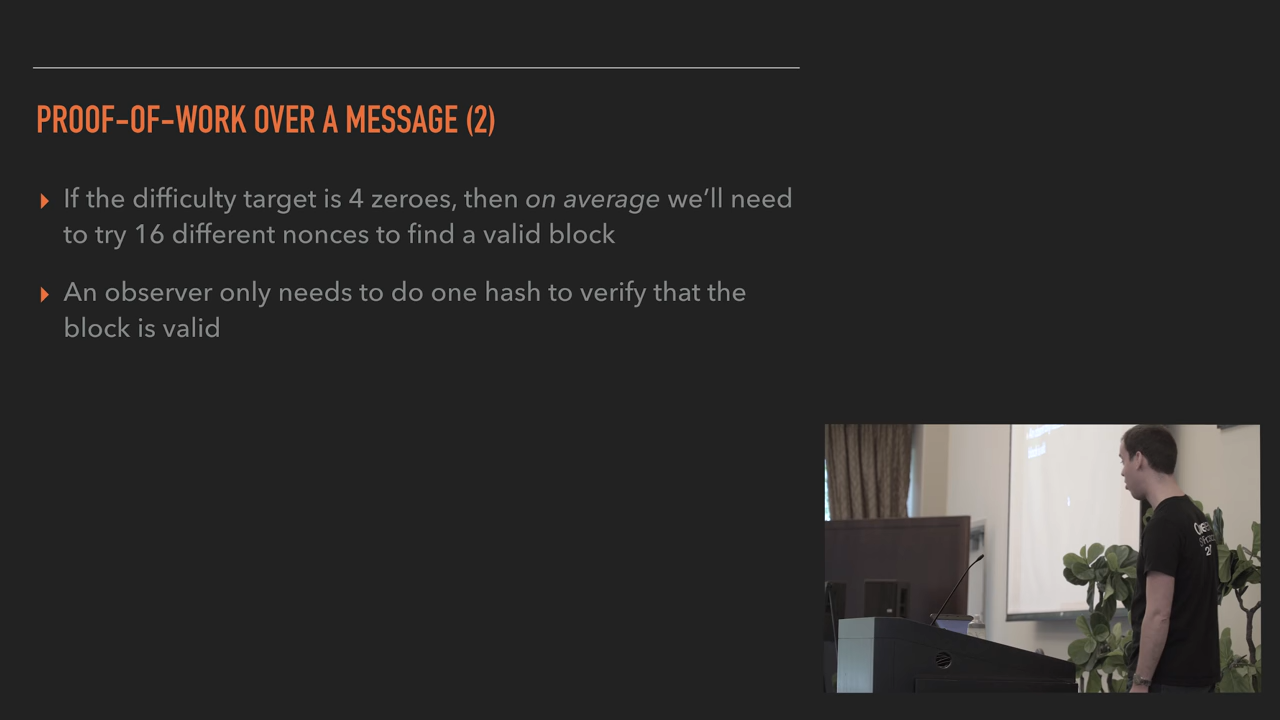 PROOF-OF-WORK OVER A MESSAGE (2)
If the difficulty target is 4 zeroes, then on average we’ll need
to try 16 different nonces to find a valid block
An observer only needs to do one hash to verify that the
block is valid